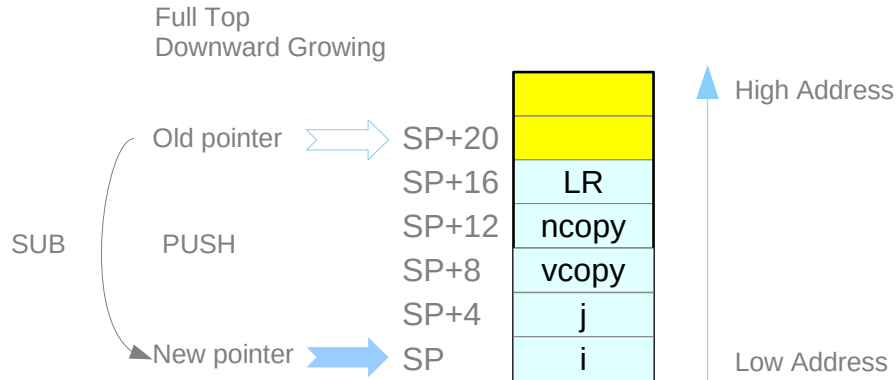 Full Top
Downward Growing
High Address
Old pointer
SP+20
SP+16
LR
SUB
PUSH
SP+12
ncopy
SP+8
vcopy
SP+4
j
New pointer
SP
i
Low Address